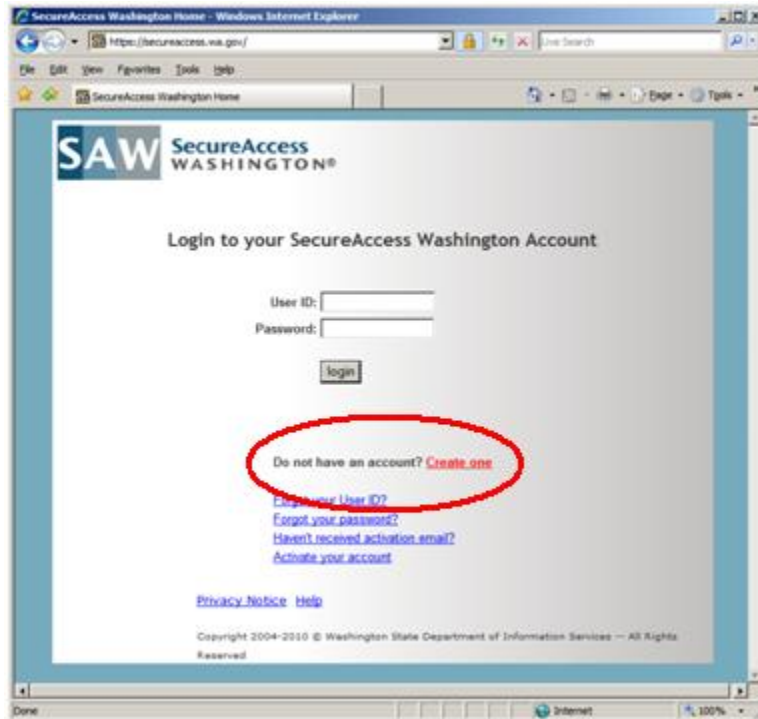 SecureAccess Washington Home - Windows Internet Explorer
https://secureaccess.wa.gov/
Live Search
File Edit View Favorites Tools Help
SecureAccess Washington Home
Page Tools
SAW SecureAccess
WASHINGTON®
Login to your SecureAccess Washington Account
User ID:
Password:
login
Do not have an account? Create one
Forgot your User ID?
Forgot your password?
Haven't received activation email?
Activate your account
Privacy Notice Help
Copyright 2004-2010 © Washington State Department of Information Services — All Rights
Reserved
Done Internet 100%